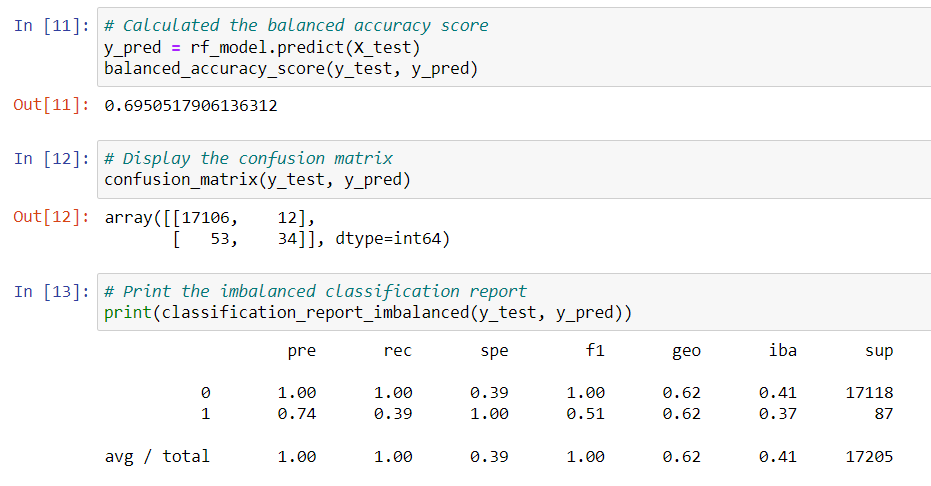 In [11]: # Calculated the balanced accuracy score
y_pred = rf_model.predict(X_test)
balanced_accuracy_score(y_test, y_pred)
Out[11]: 0.6950517906136312
In [12]: # Display the confusion matrix
confusion_matrix(y_test, y_pred)
Out[12]: array([[17106, 12],
[ 53, 34]], dtype=int64)
In [13]: # Print the imbalanced classification report
print(classification_report_imbalanced(y_test, y_pred))
pre rec spe f1 geo iba sup
0 1.00 1.00 0.39 1.00 0.62 0.41 17118
1 0.74 0.39 1.00 0.51 0.62 0.37 87
avg / total 1.00 1.00 0.39 1.00 0.62 0.41 17205